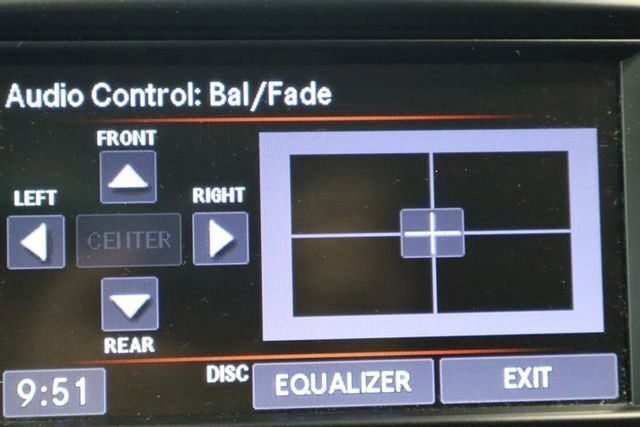 Audio Control: Bal/Fade
FRONT
LEFT
RIGHT
CENTER
REAR
9:51
DISC
EQUALIZER
EXIT